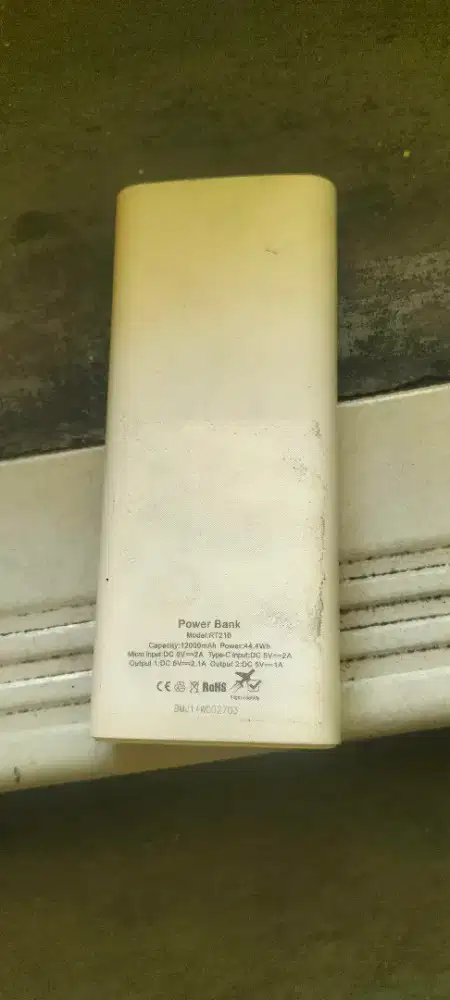 Power Bank
Model:RT210
Capacity:12000mAh Power:44.4Wh
Micro Input:DC 5V⎓2A Type-C Input:DC 5V⎓2A
Output 1:DC 5V⎓2.1A Output 2:DC 5V⎓1A
CE RoHS